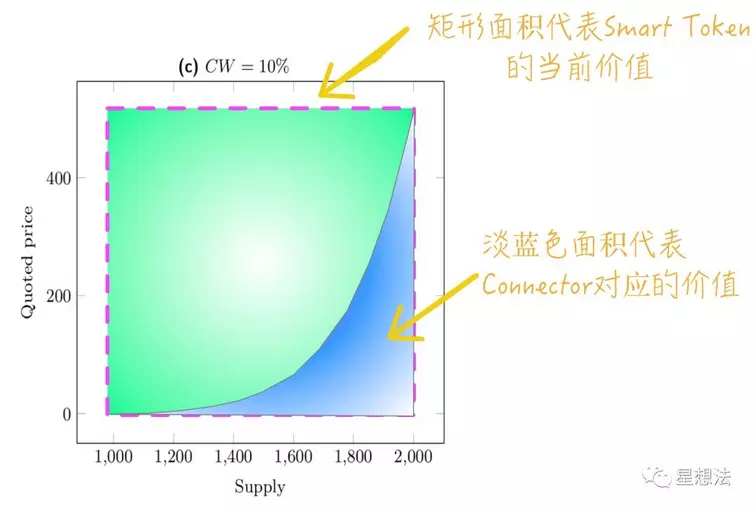 矩形面积代表Smart Token
的当前价值
(c) CW = 10%
400
200
0
Quoted price
淡蓝色面积代表
Connector对应的价值
1,000 1,200 1,400 1,600 1,800 2,000
Supply
星想法